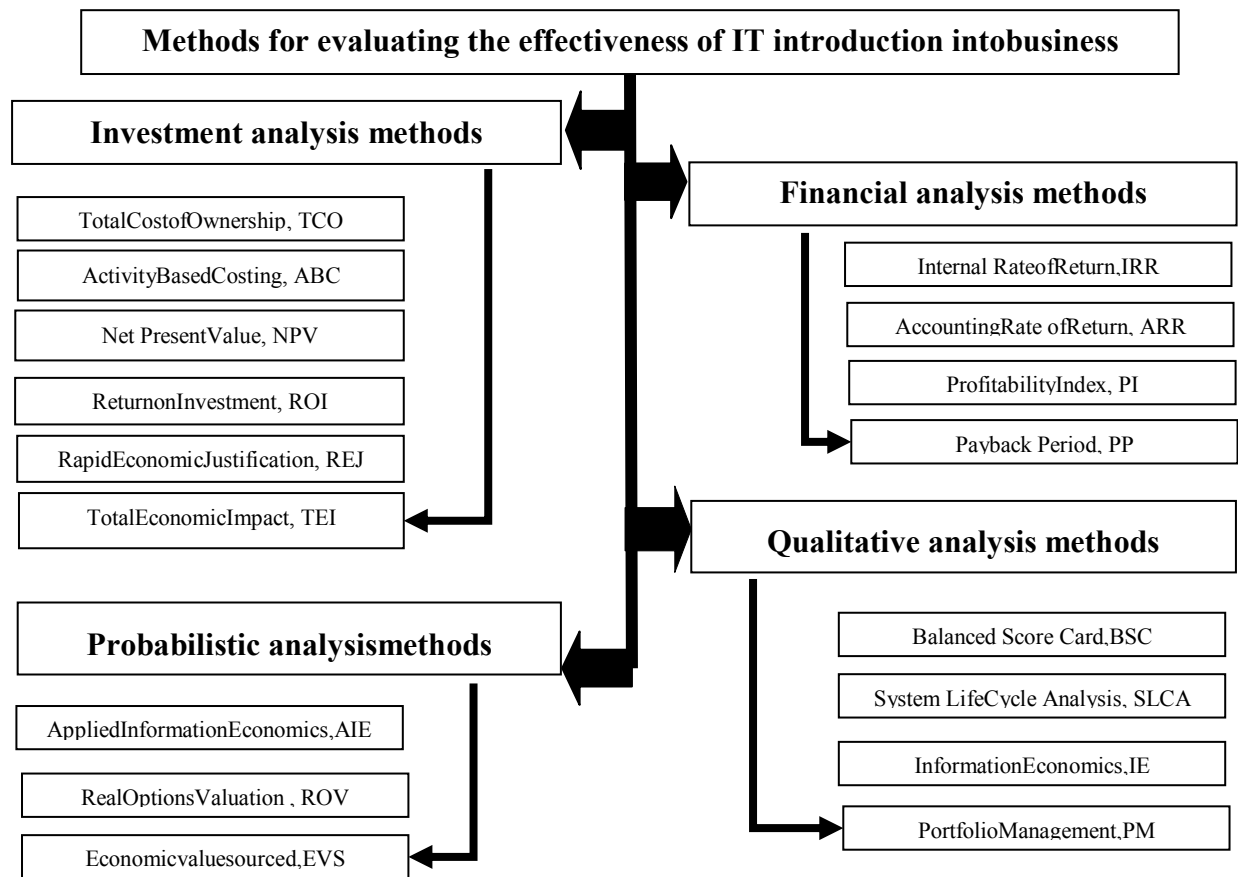 Methods for evaluating the effectiveness of IT introduction intobusiness
Investment analysis methods
TotalCostofOwnership, TCO
ActivityBasedCosting, ABC
Net PresentValue, NPV
ReturnonInvestment, ROI
RapidEconomicJustification, REJ
TotalEconomicImpact, TEI
Financial analysis methods
Internal RateofReturn,IRR
AccountingRate ofReturn, ARR
ProfitabilityIndex, PI
Payback Period, PP
Qualitative analysis methods
Balanced Score Card,BSC
System LifeCycle Analysis, SLCA
InformationEconomics,IE
PortfolioManagement,PM
Probabilistic analysismethods
AppliedInformationEconomics,AIE
RealOptionsValuation , ROV
Economicvaluesourced,EVS